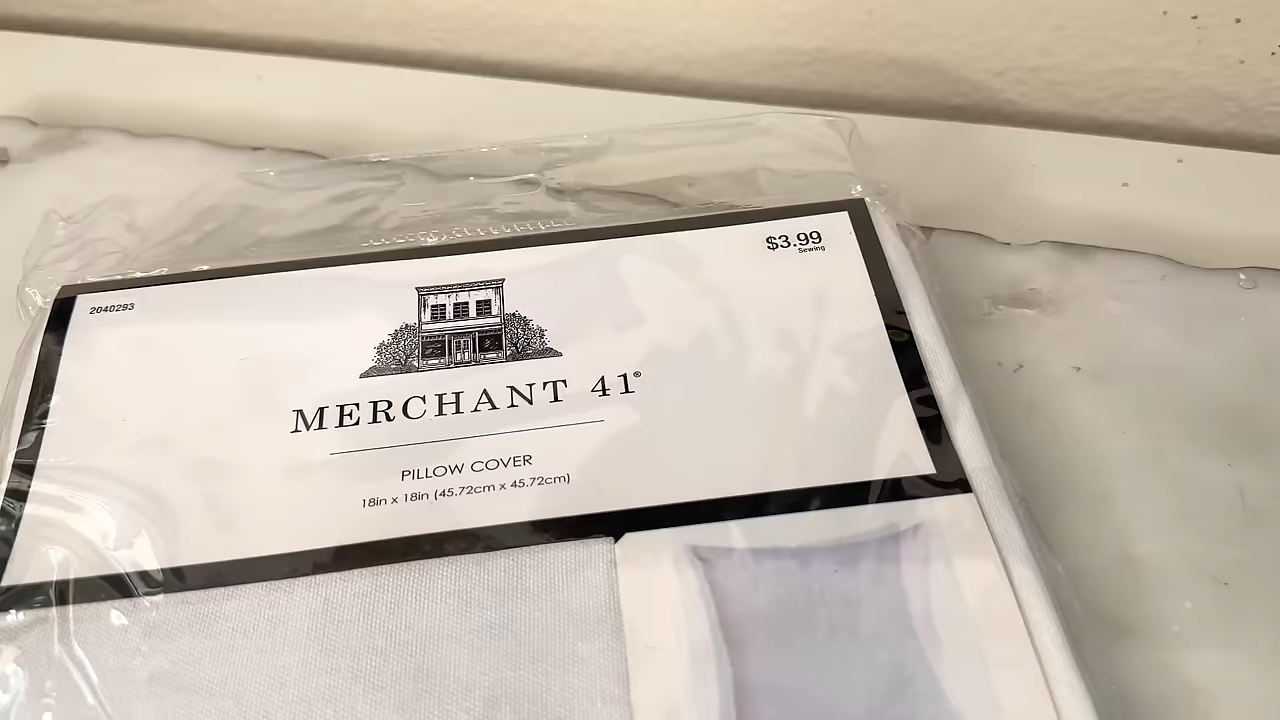 $3.99
Sewing
2040293
MERCHANT 41®
PILLOW COVER
18in x 18in (45.72cm x 45.72cm)